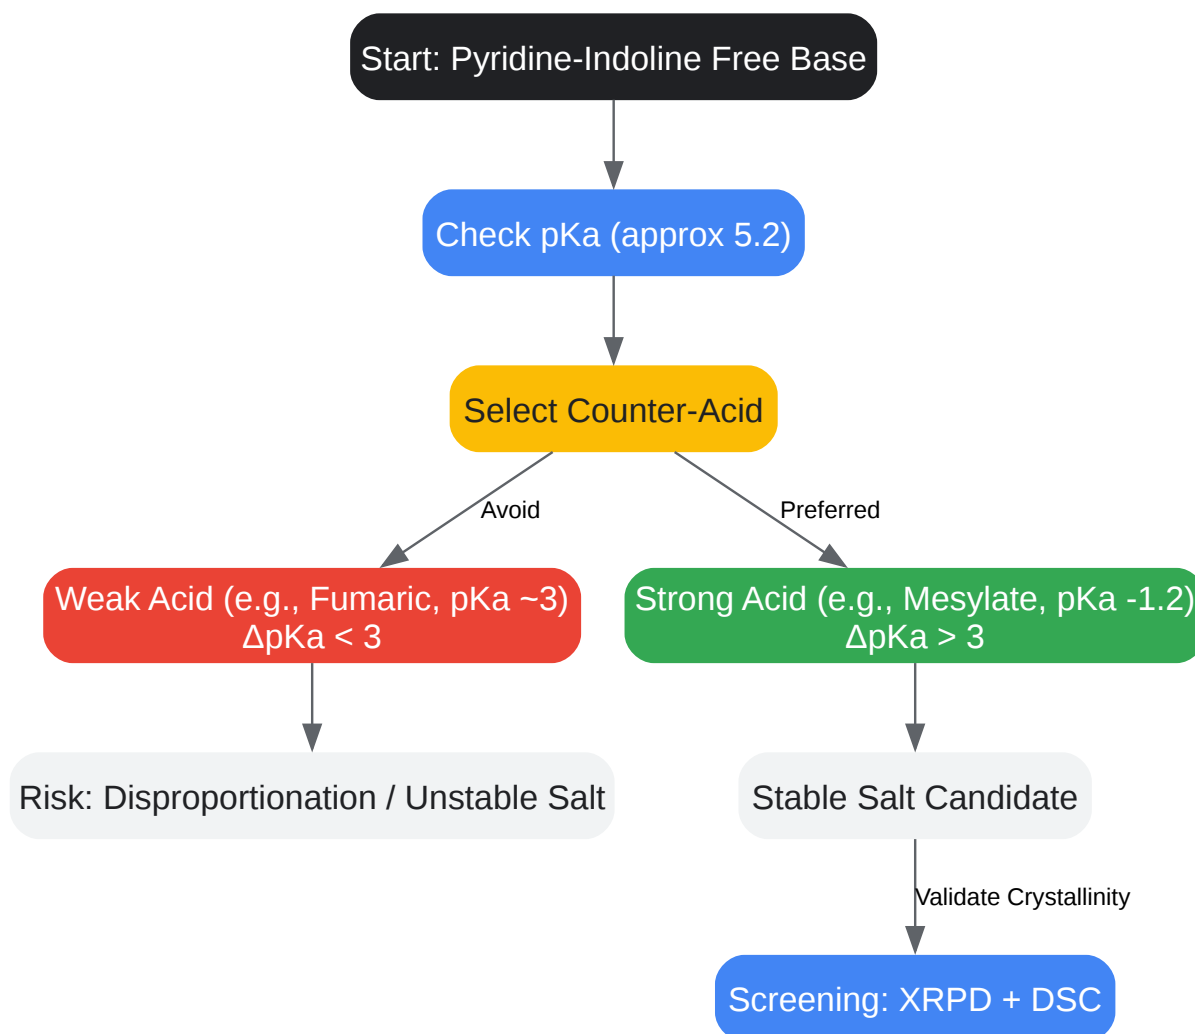 Start: Pyridine-Indoline Free Base
Check pKa (approx 5.2)
Select Counter-Acid
Avoid
Preferred
Weak Acid (e.g., Fumaric, pKa ~3)
ΔpKa < 3
Strong Acid (e.g., Mesylate, pKa -1.2)
ΔpKa > 3
Risk: Disproportionation / Unstable Salt
Stable Salt Candidate
Validate Crystallinity
Screening: XRPD + DSC